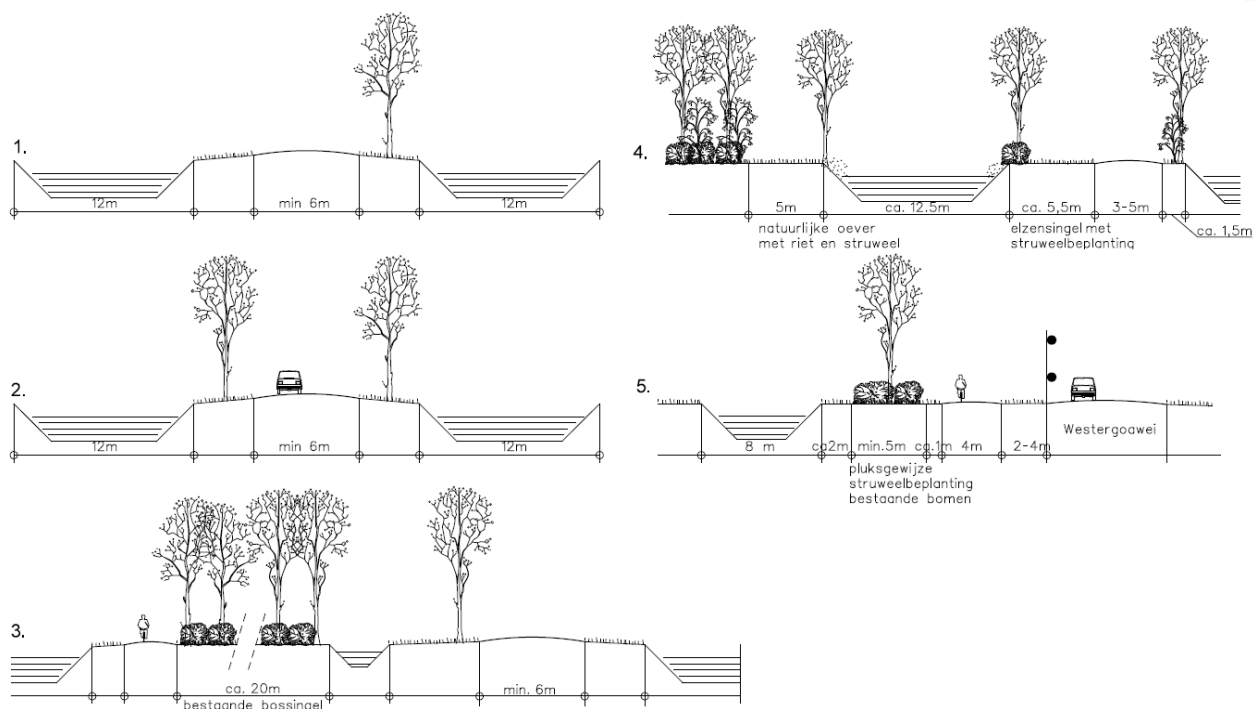 1.
12m
min 6m
12m
2.
12m
min 6m
12m
3.
ca. 20m
bestaande bossingel
min. 6m
4.
5m
ca. 12.5m
ca. 5,5m
3-5m
natuurlijke oever
met riet en struweel
elzensingel met
struweelbeplanting
ca. 1,5m
5.
Westergoawei
8 m
ca2m
min.5m
ca.1m
4m
2-4m
pluksgewijze
struweelbeplanting
bestaande bomen